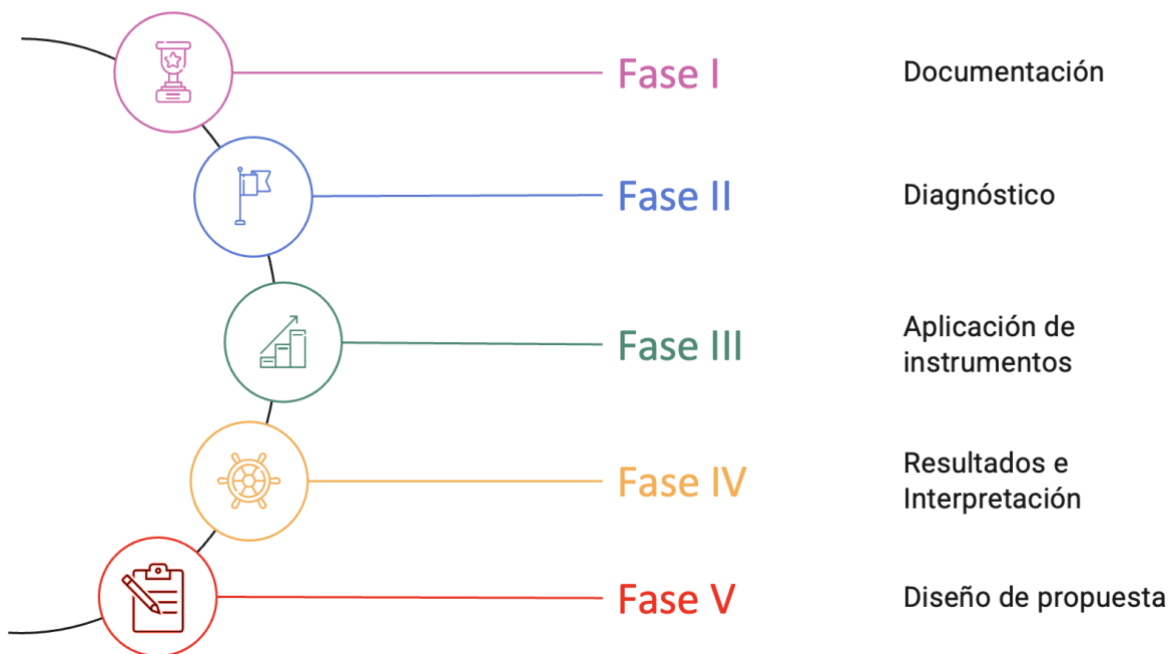 Fase I
Documentación
Fase II
Diagnóstico
Fase III
Aplicación de
instrumentos
Fase IV
Resultados e
Interpretación
Fase V
Diseño de propuesta